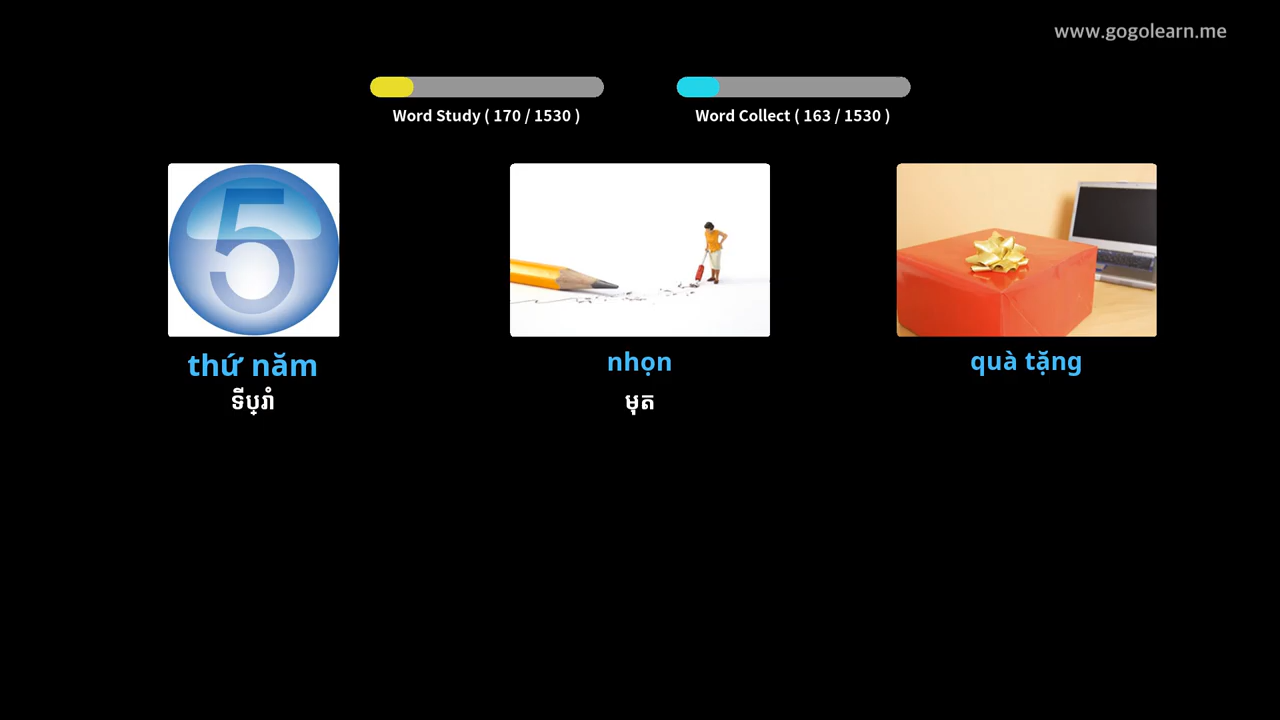 www.gogolearn.me
Word Study ( 170 / 1530 )
Word Collect ( 163 / 1530 )
5
thứ năm
nhọn
quà tặng
ទីប្រាំ
មុត